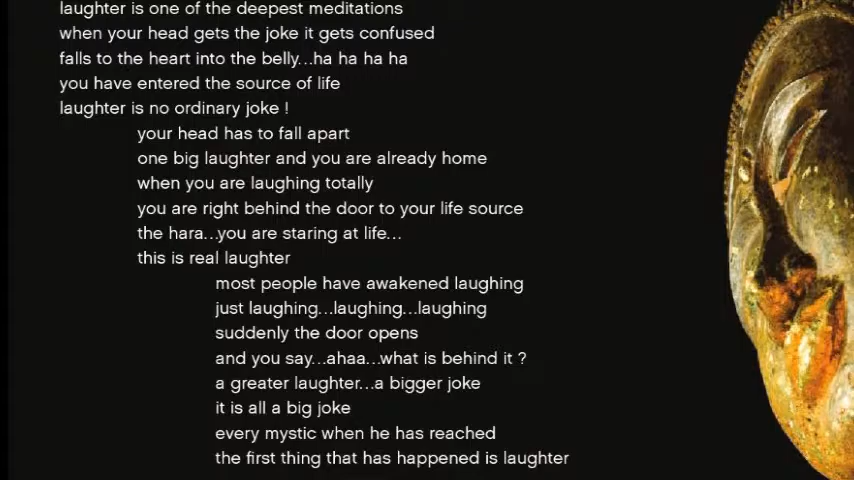 laughter is one of the deepest meditations
when your head gets the joke it gets confused
falls to the heart into the belly...ha ha ha ha
you have entered the source of life
laughter is no ordinary joke !
your head has to fall apart
one big laughter and you are already home
when you are laughing totally
you are right behind the door to your life source
the hara...you are staring at life...
this is real laughter
most people have awakened laughing
just laughing...laughing...laughing
suddenly the door opens
and you say...ahaa...what is behind it ?
a greater laughter...a bigger joke
it is all a big joke
every mystic when he has reached
the first thing that has happened is laughter